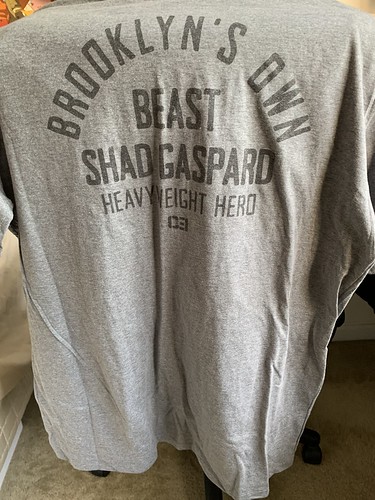 BROOKLYN'S OWN
BEAST
SHAD GASPARD
HEAVYWEIGHT HERO
03